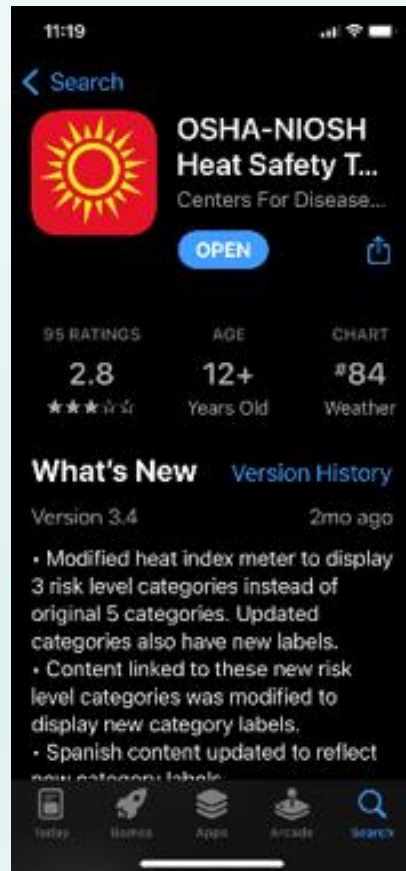 11:19
Search
OSHA-NIOSH
Heat Safety T...
Centers For Disease...
OPEN
95 RATINGS
AGE
CHART
2.8
12+
#84
Years Old
Weather
What's New
Version History
Version 3.4
2mo ago
• Modified heat index meter to display
3 risk level categories instead of
original 5 categories. Updated
categories also have new labels.
• Content linked to these new risk
level categories was modified to
display new category labels.
• Spanish content updated to reflect
new category labels
Today
Games
Apps
Arcade
Search